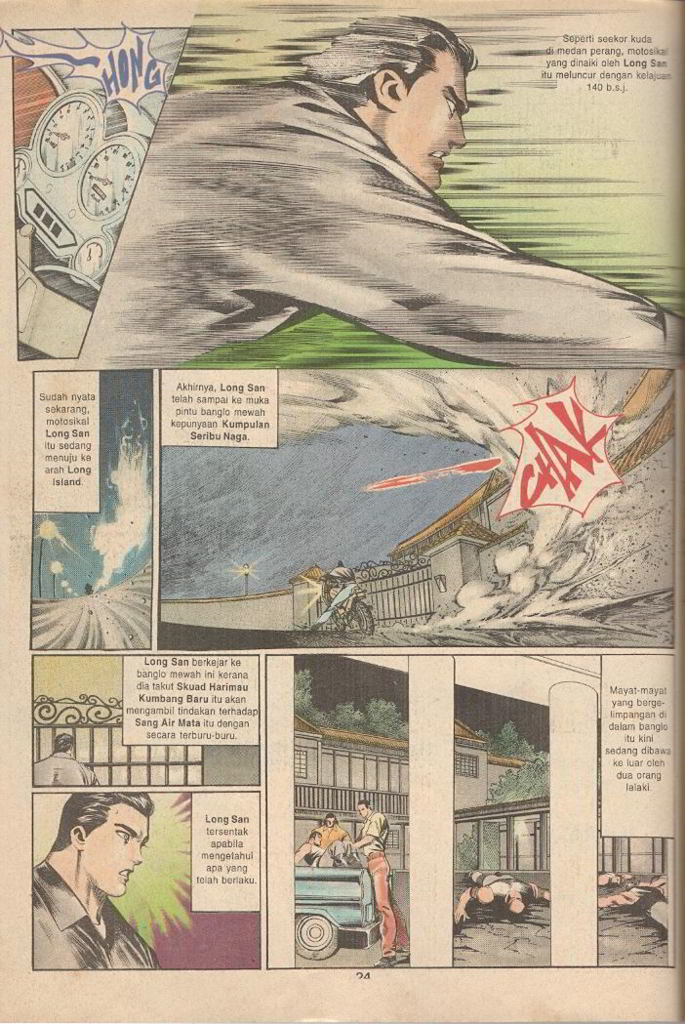 HONG
Seperti seekor kuda
di medan perang, motosikal
yang dinaiki oleh Long San
itu meluncur dengan kelajuan
140 b.s.j.
Sudah nyata
sekarang,
motosikal
Long San
itu sedang
menuju ke
arah Long
Island.
Akhirnya, Long San
telah sampai ke muka
pintu banglo mewah
kepunyaan Kumpulan
Seribu Naga.
Long San berkejar ke
banglo mewah ini kerana
dia takut Skuad Harimau
Kumbang Baru itu akan
mengambil tindakan terhadap
Sang Air Mata itu dengan
secara terburu-buru.
Long San
tersentak
apabila
mengetahui
apa yang
telah berlaku.
Mayat-mayat
yang berge-
limpangan di
dalam banglo
itu kini
sedang dibawa
ke luar oleh
dua orang
lelaki.
24